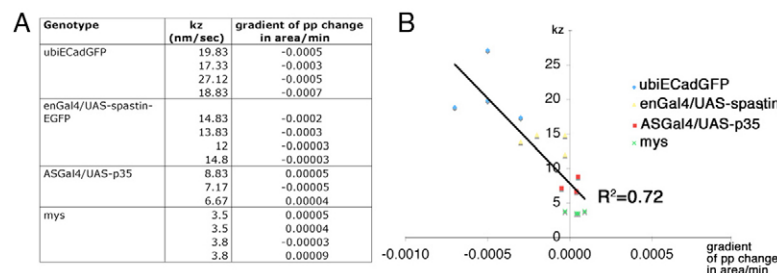 A
Genotype kz (nm/sec) gradient of pp change in area/min
ubiECadGFP 19.83 -0.0005
17.33 -0.0003
27.12 -0.0005
18.83 -0.0007
enGal4/UAS-spastin-EGFP 14.83 -0.0002
13.83 -0.0003
12 -0.00003
14.8 -0.00003
ASGal4/UAS-p35 8.83 0.00005
7.17 -0.00005
6.67 0.00004
mys 3.5 0.00005
3.5 0.00004
3.8 -0.00003
3.8 0.00009
B
kz
25
20
15
10
5
0
ubiECadGFP
enGal4/UAS-spastin
ASGal4/UAS-p35
mys
R²=0.72
-0.0010 -0.0005 0.0000 0.0005
gradient
of pp change
in area/min